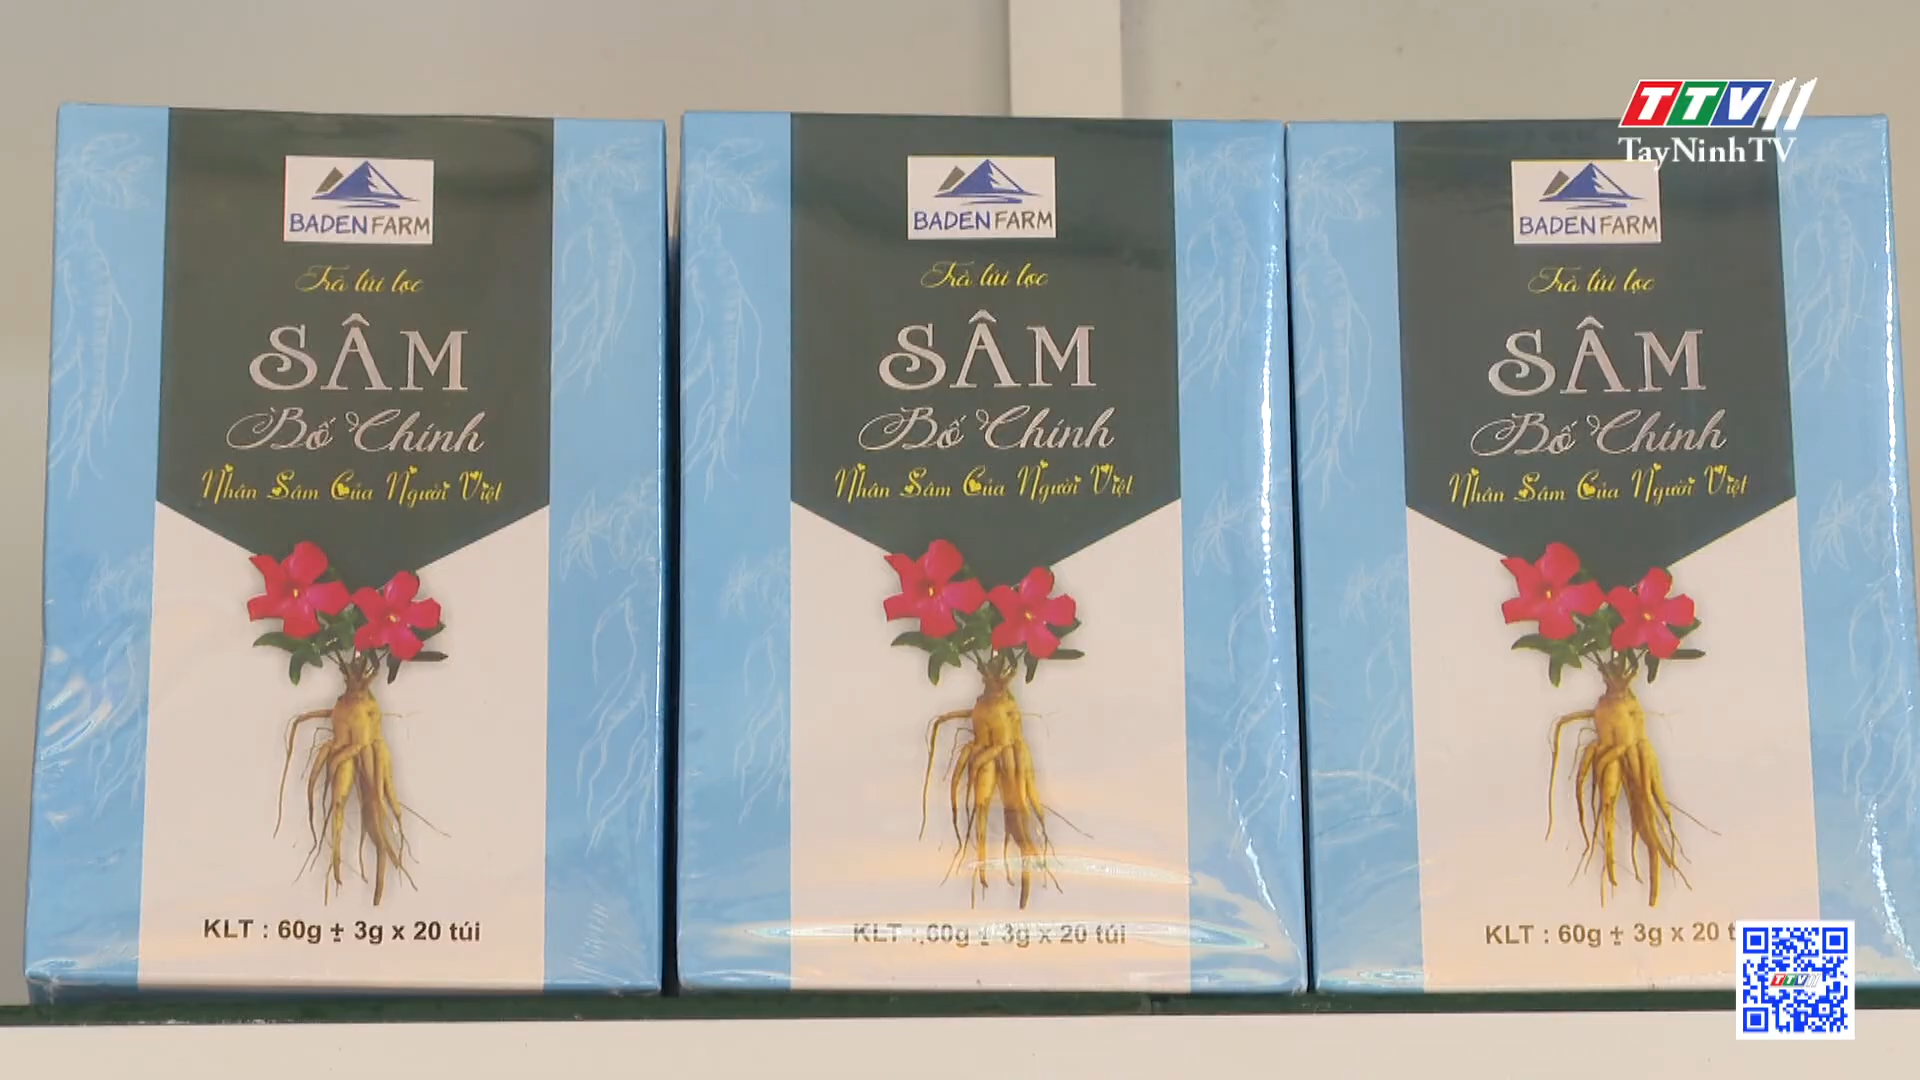 TTV11
TayNinhTV
BADEN FARM
Trà túi lọc
SÂM
Bố Chính
Nhân Sâm Của Người Việt
KLT : 60g ± 3g x 20 túi
BADEN FARM
Trà túi lọc
SÂM
Bố Chính
Nhân Sâm Của Người Việt
KLT : 60g ± 3g x 20 túi
BADEN FARM
Trà túi lọc
SÂM
Bố Chính
Nhân Sâm Của Người Việt
KLT : 60g ± 3g x 20
TTV11